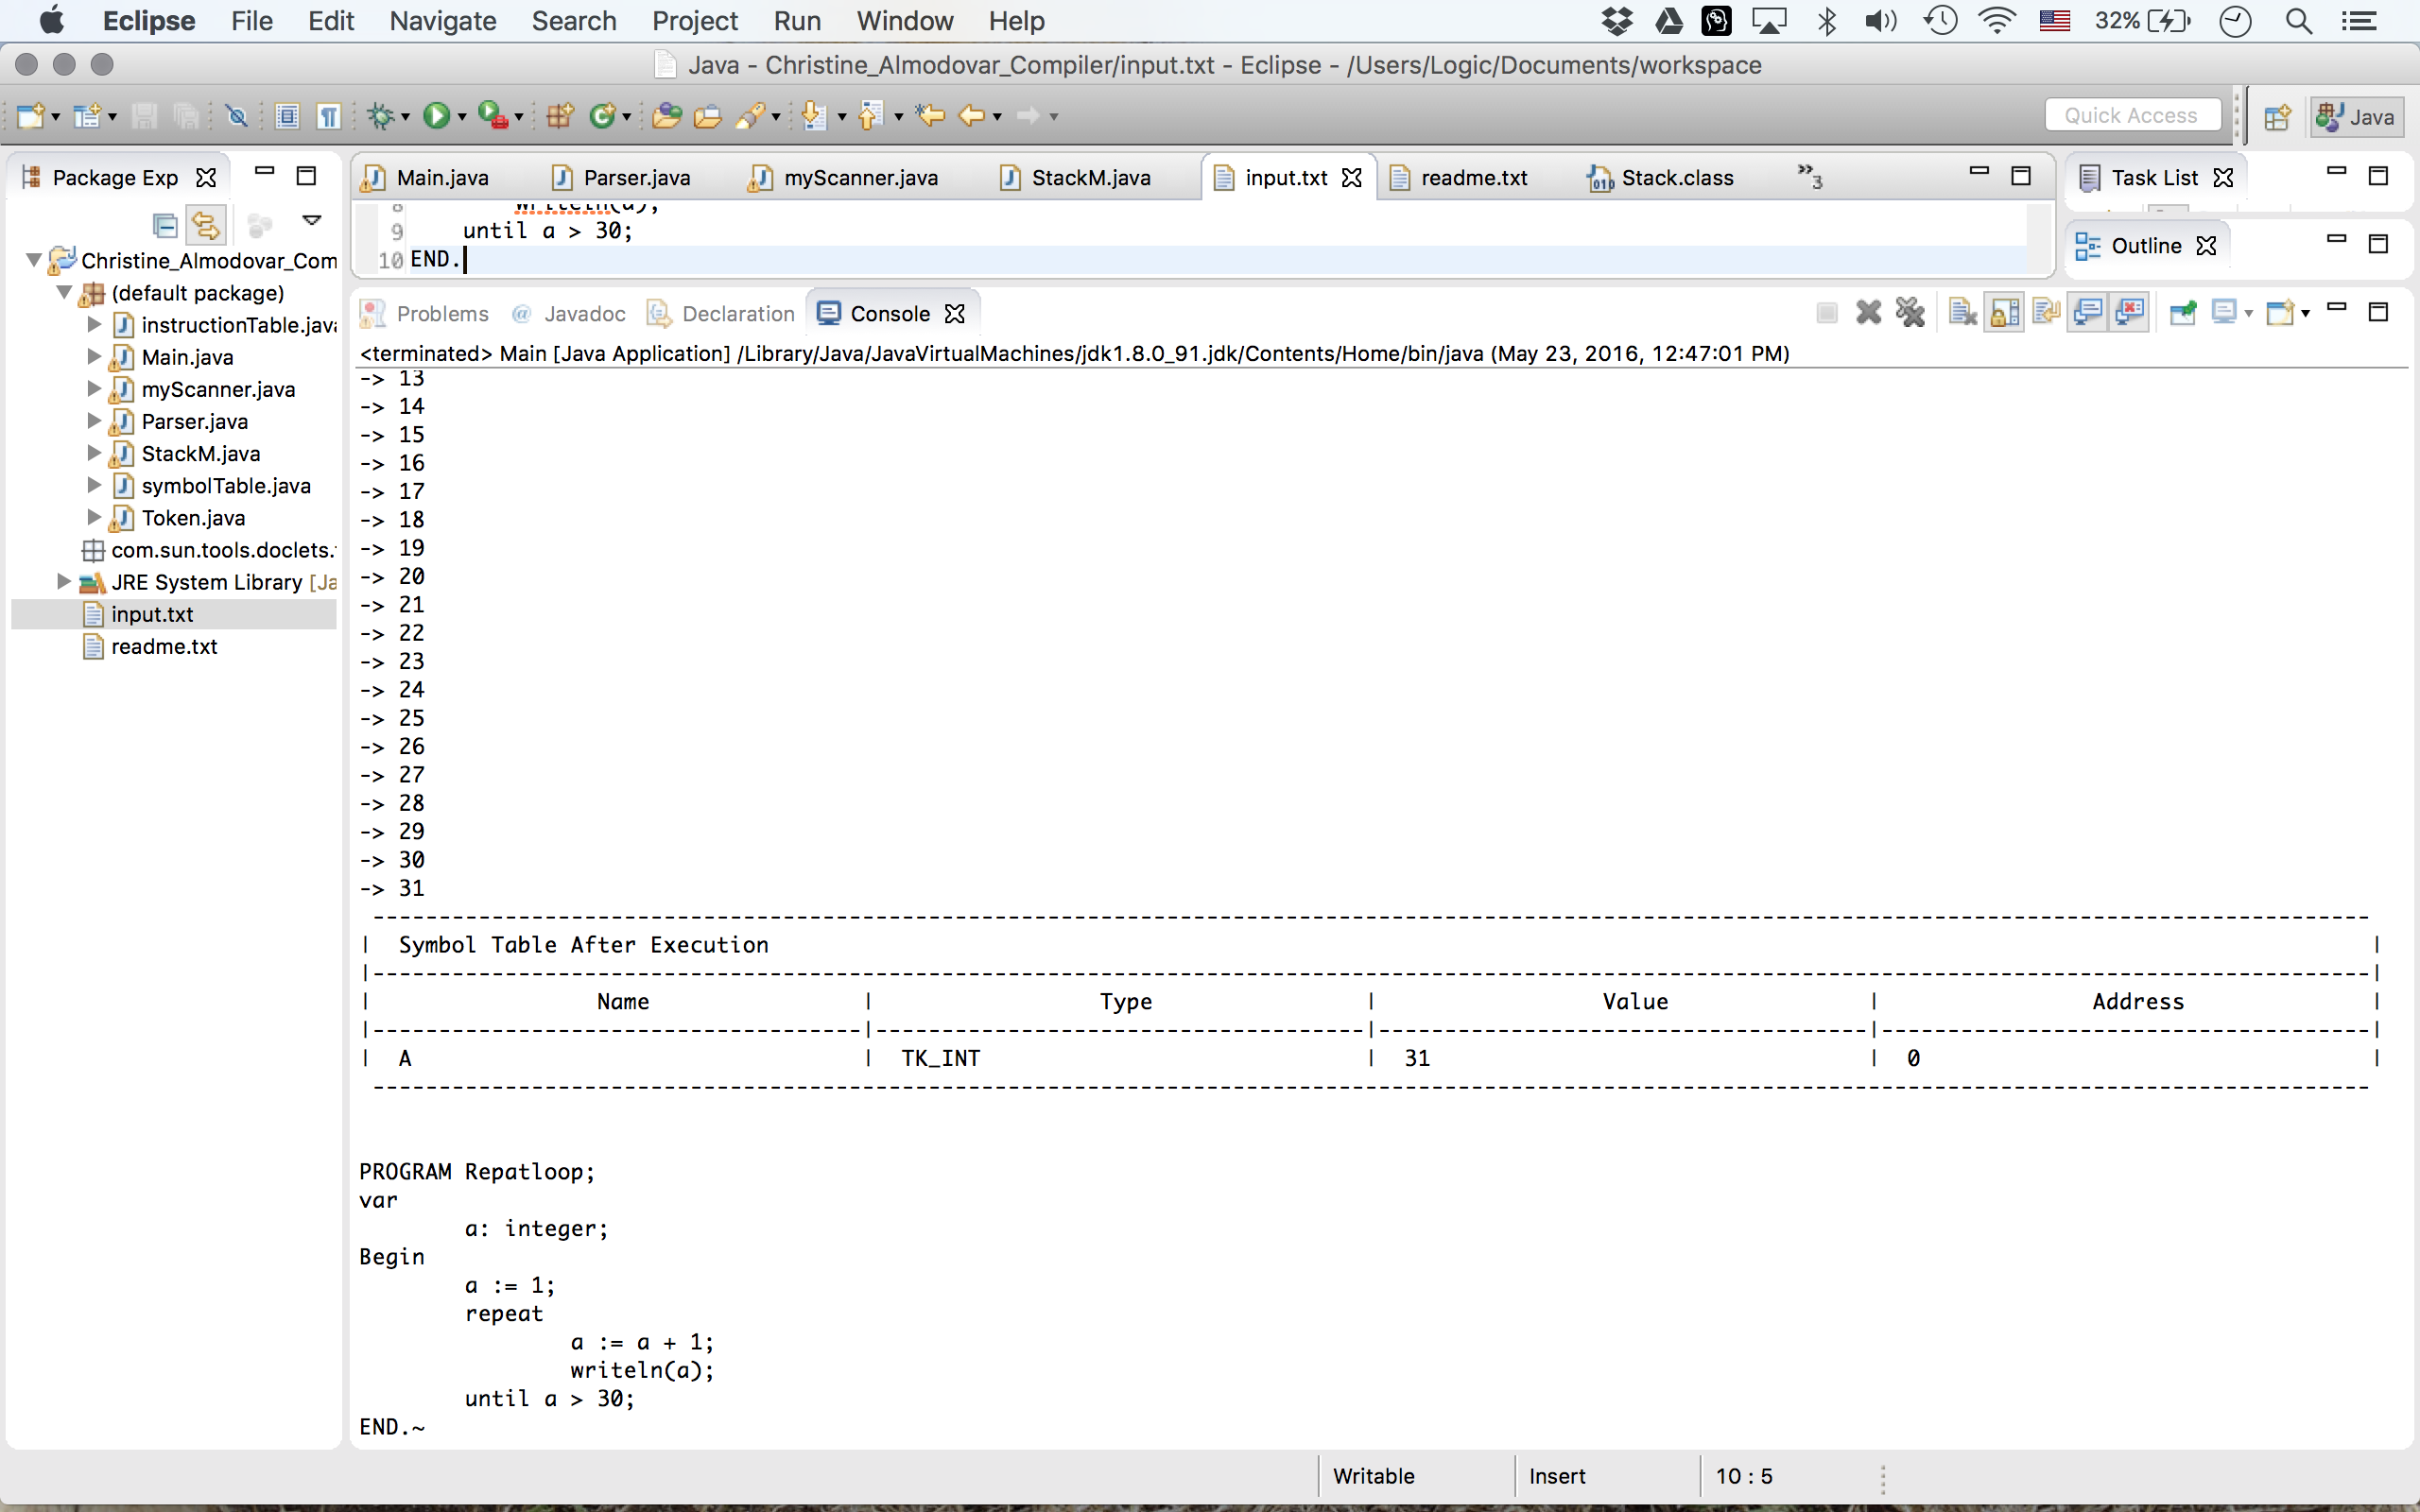 Eclipse File Edit Navigate Search Project Run Window Help 32%
Java - Christine_Almodovar_Compiler/input.txt - Eclipse - /Users/Logic/Documents/workspace
Quick Access Java
Package Exp
Christine_Almodovar_Com
(default package)
instructionTable.java
Main.java
myScanner.java
Parser.java
StackM.java
symbolTable.java
Token.java
com.sun.tools.doclets.
JRE System Library [Ja
input.txt
readme.txt
Main.java Parser.java myScanner.java StackM.java input.txt readme.txt Stack.class »3
8 writeln(a);
9 until a > 30;
10 END.
Task List
Outline
Problems @ Javadoc Declaration Console
<terminated> Main [Java Application] /Library/Java/JavaVirtualMachines/jdk1.8.0_91.jdk/Contents/Home/bin/java (May 23, 2016, 12:47:01 PM)
-> 13
-> 14
-> 15
-> 16
-> 17
-> 18
-> 19
-> 20
-> 21
-> 22
-> 23
-> 24
-> 25
-> 26
-> 27
-> 28
-> 29
-> 30
-> 31
| Symbol Table After Execution |
| Name | Type | Value | Address |
| A | TK_INT | 31 | 0 |
PROGRAM Repatloop;
var
a: integer;
Begin
a := 1;
repeat
a := a + 1;
writeln(a);
until a > 30;
END.~
Writable Insert 10 : 5